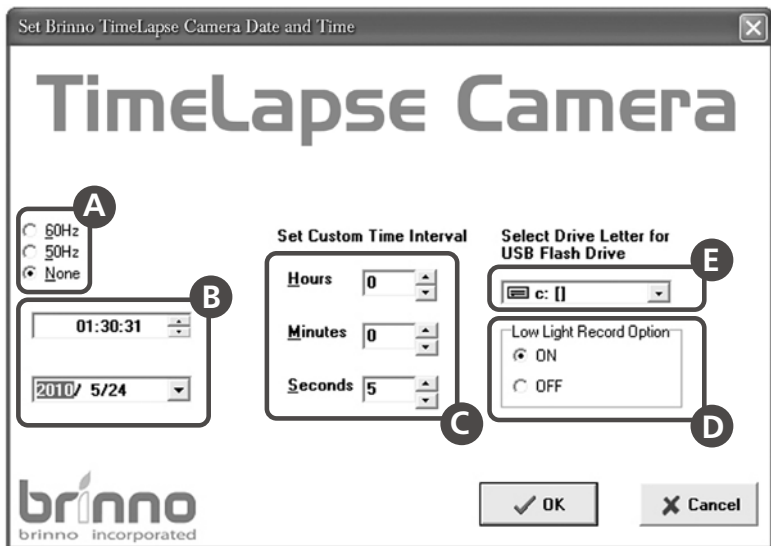 Set Brinno TimeLapse Camera Date and Time
TimeLapse Camera
A
60Hz
50Hz
None
B
01:30:31
2010/ 5/24
Set Custom Time Interval
Hours 0
Minutes 0
Seconds 5
C
Select Drive Letter for
USB Flash Drive
E
c: []
Low Light Record Option
ON
OFF
D
brinno
brinno incorporated
OK
Cancel